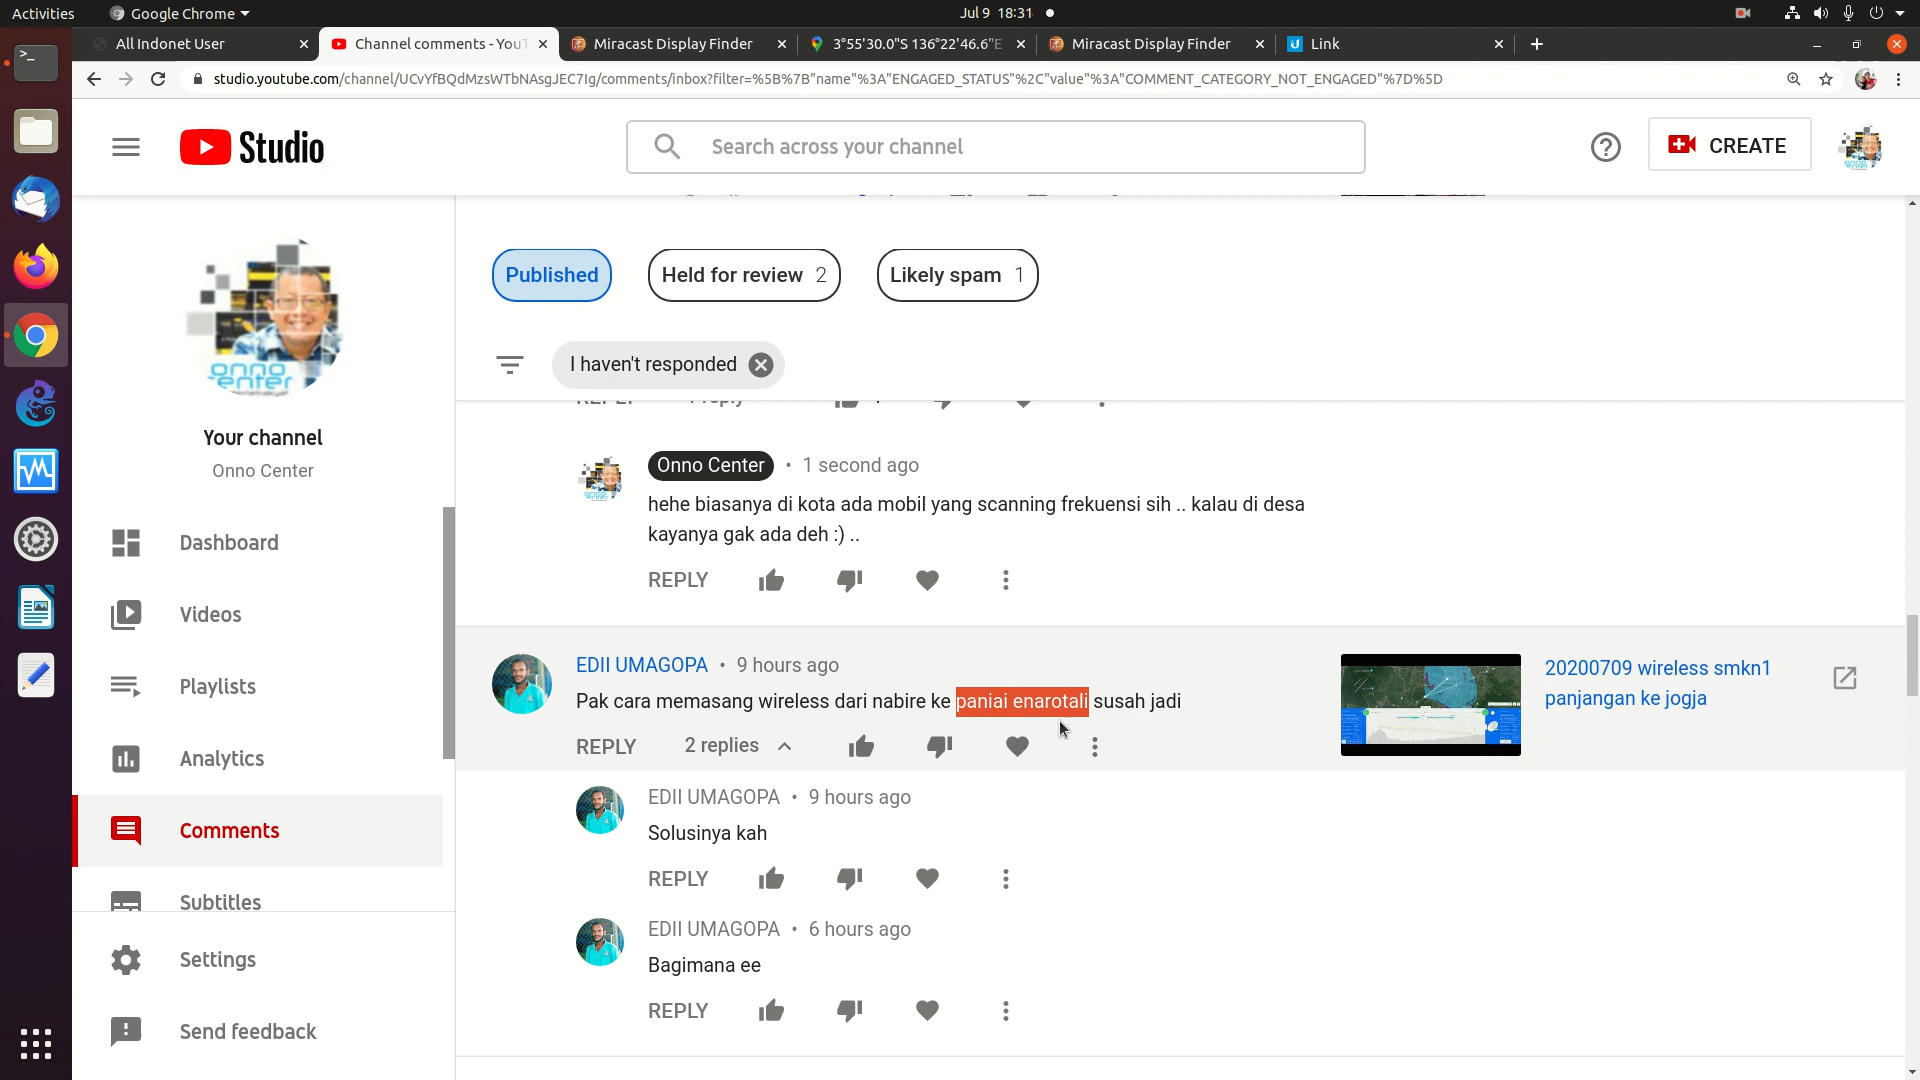 Activities
Google Chrome
Jul 9 18:31
All Indonet User
Channel comments - YouT
Miracast Display Finder
3°55'30.0"S 136°22'46.6"E
Miracast Display Finder
Link
studio.youtube.com/channel/UCvYfBQdMzsWTbNAsgJEC7Ig/comments/inbox?filter=%5B%7B"name"%3A"ENGAGED_STATUS"%2C"value"%3A"COMMENT_CATEGORY_NOT_ENGAGED"%7D%5D
Studio
Search across your channel
CREATE
onno
center
Your channel
Onno Center
Dashboard
Videos
Playlists
Analytics
Comments
Subtitles
Settings
Send feedback
Published
Held for review 2
Likely spam 1
I haven't responded
REPLY 1 reply
Onno Center • 1 second ago
hehe biasanya di kota ada mobil yang scanning frekuensi sih .. kalau di desa
kayanya gak ada deh :) ..
REPLY
EDII UMAGOPA • 9 hours ago
Pak cara memasang wireless dari nabire ke paniai enarotali susah jadi
REPLY 2 replies
20200709 wireless smkn1
panjangan ke jogja
EDII UMAGOPA • 9 hours ago
Solusinya kah
REPLY
EDII UMAGOPA • 6 hours ago
Bagimana ee
REPLY